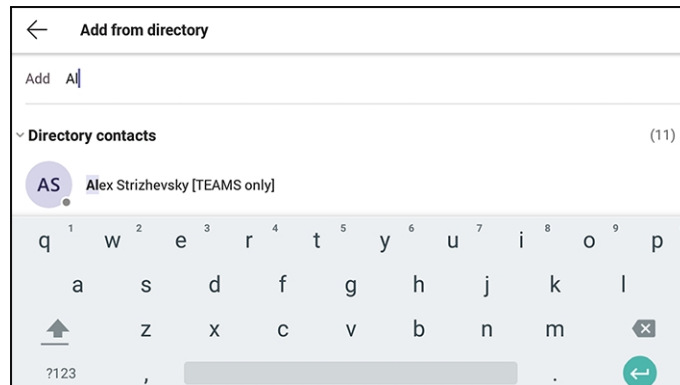 Add from directory
Add Al
Directory contacts (11)
AS Alex Strizhevsky [TEAMS only]
1 2 3 4 5 6 7 8 9
q w e r t y u i o p
a s d f g h j k l
z x c v b n m
?123 , .